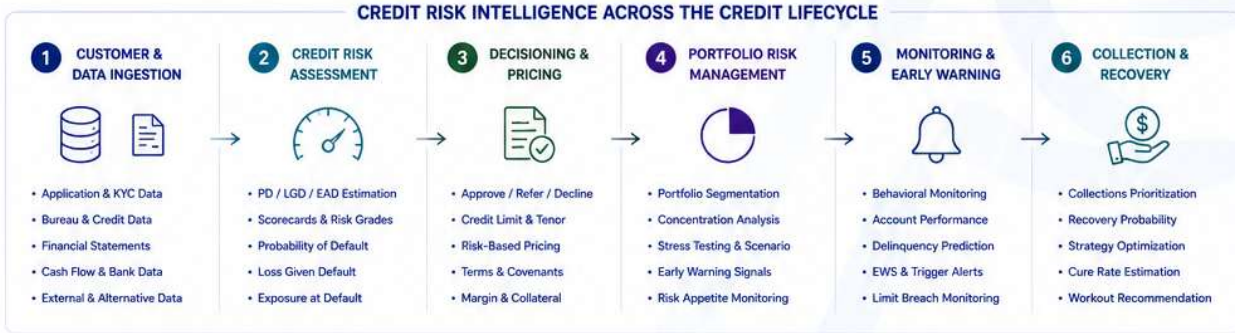 CREDIT RISK INTELLIGENCE ACROSS THE CREDIT LIFECYCLE
1
CUSTOMER &
DATA INGESTION
• Application & KYC Data
• Bureau & Credit Data
• Financial Statements
• Cash Flow & Bank Data
• External & Alternative Data
2
CREDIT RISK
ASSESSMENT
• PD / LGD / EAD Estimation
• Scorecards & Risk Grades
• Probability of Default
• Loss Given Default
• Exposure at Default
3
DECISIONING &
PRICING
• Approve / Refer / Decline
• Credit Limit & Tenor
• Risk-Based Pricing
• Terms & Covenants
• Margin & Collateral
4
PORTFOLIO RISK
MANAGEMENT
• Portfolio Segmentation
• Concentration Analysis
• Stress Testing & Scenario
• Early Warning Signals
• Risk Appetite Monitoring
5
MONITORING &
EARLY WARNING
• Behavioral Monitoring
• Account Performance
• Delinquency Prediction
• EWS & Trigger Alerts
• Limit Breach Monitoring
6
COLLECTION &
RECOVERY
$
• Collections Prioritization
• Recovery Probability
• Strategy Optimization
• Cure Rate Estimation
• Workout Recommendation